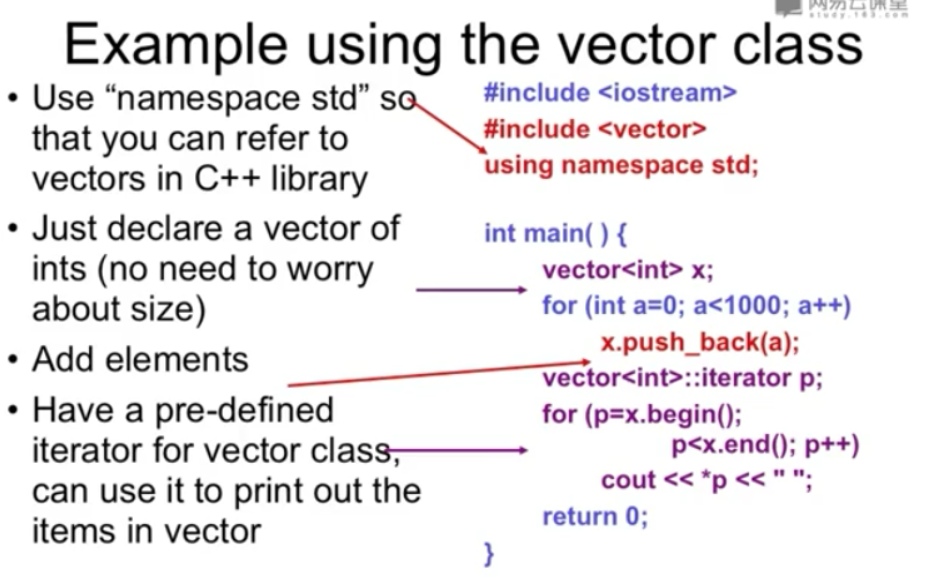 网易云课堂
study.163.com
Example using the vector class
• Use “namespace std” so
that you can refer to
vectors in C++ library
• Just declare a vector of
ints (no need to worry
about size)
• Add elements
• Have a pre-defined
iterator for vector class,
can use it to print out the
items in vector
#include <iostream>
#include <vector>
using namespace std;
int main( ) {
vector<int> x;
for (int a=0; a<1000; a++)
x.push_back(a);
vector<int>::iterator p;
for (p=x.begin();
p<x.end(); p++)
cout << *p << " ";
return 0;
}